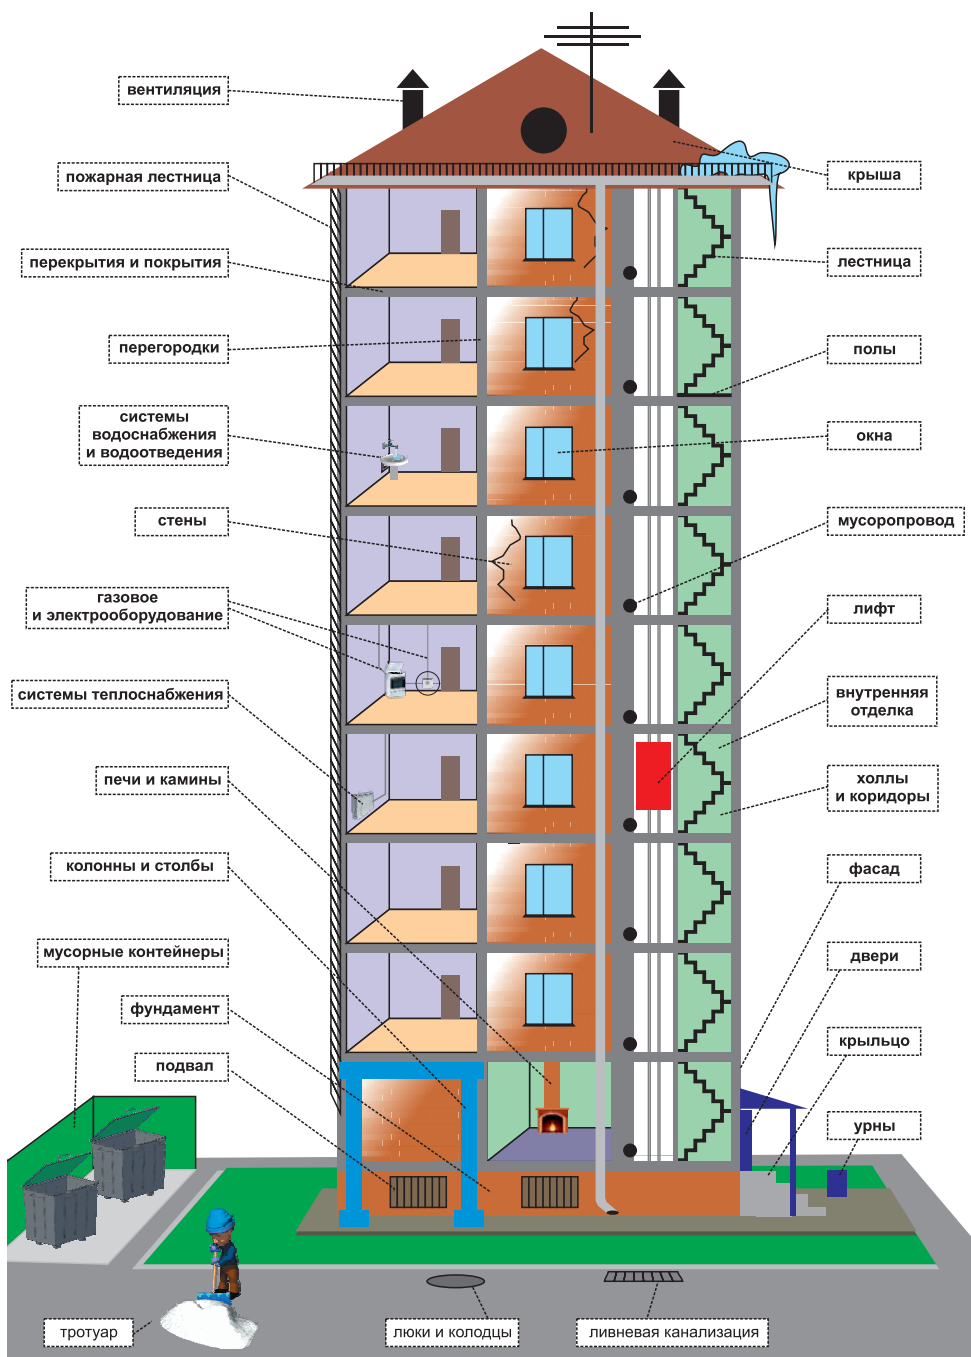 вентиляция
пожарная лестница
перекрытия и покрытия
перегородки
системы
водоснабжения
и водоотведения
стены
газовое
и электрооборудование
системы теплоснабжения
печи и камины
колонны и столбы
мусорные контейнеры
фундамент
подвал
крыша
лестница
полы
окна
мусоропровод
лифт
внутренняя
отделка
холлы
и коридоры
фасад
двери
крыльцо
урны
тротуар
люки и колодцы
ливневая канализация